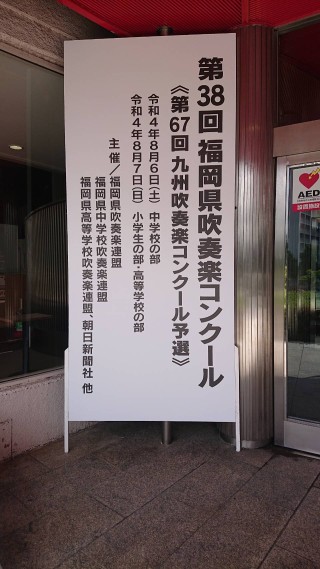 第38回 福岡県吹奏楽コンクール
《第67回 九州吹奏楽コンクール予選》
令和4年8月6日(土) 中学校の部
令和4年8月7日(日) 小学生の部・高等学校の部
主催／福岡県吹奏楽連盟
福岡県中学校吹奏楽連盟
福岡県高等学校吹奏楽連盟、朝日新聞社 他
AED
設置施設